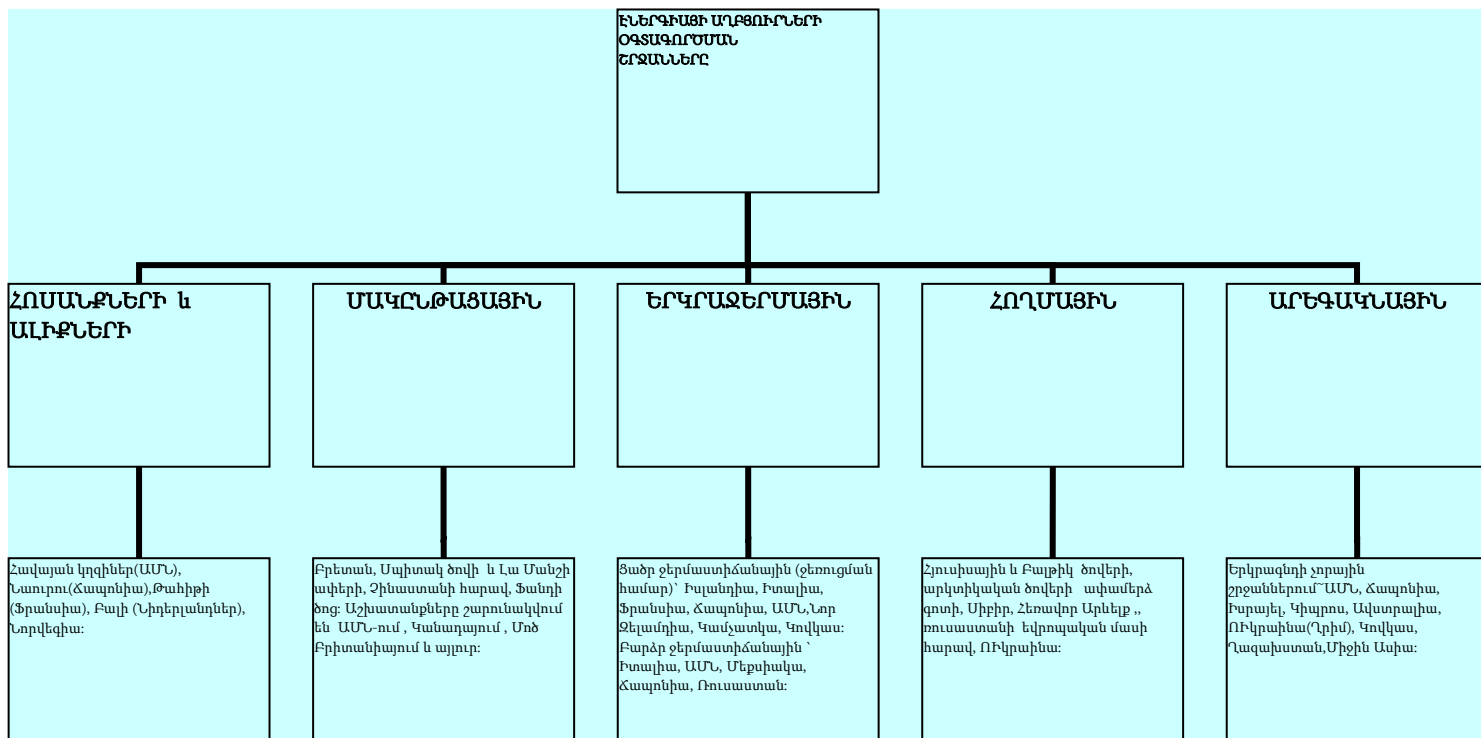 ԷՆԵՐԳԻԱՅԻ ԱՂԲՅՈՒՐՆԵՐԻ
ՕԳՏԱԳՈՐԾՄԱՆ
ՇՐՋԱՆՆԵՐԸ
ՀՈՍԱՆՔՆԵՐԻ և
ԱԼԻՔՆԵՐԻ
ՄԱԿԸՆԹԱՑԱՅԻՆ
ԵՐԿՐԱՋԵՐՄԱՅԻՆ
ՀՈՂՄԱՅԻՆ
ԱՐԵԳԱԿՆԱՅԻՆ
Հավայան կղզիներ(ԱՄՆ),
Նաուրու(Ճապոնիա),Թահիթի
(Ֆրանսիա), Բալի (Նիդերլանդներ),
Նորվեգիա:
Բրետան, Սպիտակ ծովի և Լա Մանշի
ափերի, Չինաստանի հարավ, Ֆանդի
ծոց: Աշխատանքները շարունակվում
են ԱՄՆ-ում , Կանադայում , Մոծ
Բրիտանիայում և այլուր:
Ցածր ջերմաստիճանային (ջեռուցման
համար)` Իսլանդիա, Իտալիա,
Ֆրանսիա, Ճապոնիա, ԱՄՆ,Նոր
Զելամդիա, Կամչատկա, Կովկաս:
Բարձր ջերմաստիճանային `
Իտալիա, ԱՄՆ, Մեքսիակա,
Ճապոնիա, Ռուսաստան:
Հյուսիսային և Բալթիկ ծովերի,
արկտիկական ծովերի ափամերձ
գոտի, Սիբիր, Հեռավոր Արևելք ,,
ռուսաստանի եվրոպական մասի
հարավ, ՈՒկրաինա:
Երկրագնդի չորային
շրջաններում~ԱՄՆ, Ճապոնիա,
Իսրայել, Կիպրոս, Ավստրալիա,
ՈՒկրաինա(Ղրիմ), Կովկաս,
Ղազախստան,Միջին Ասիա: